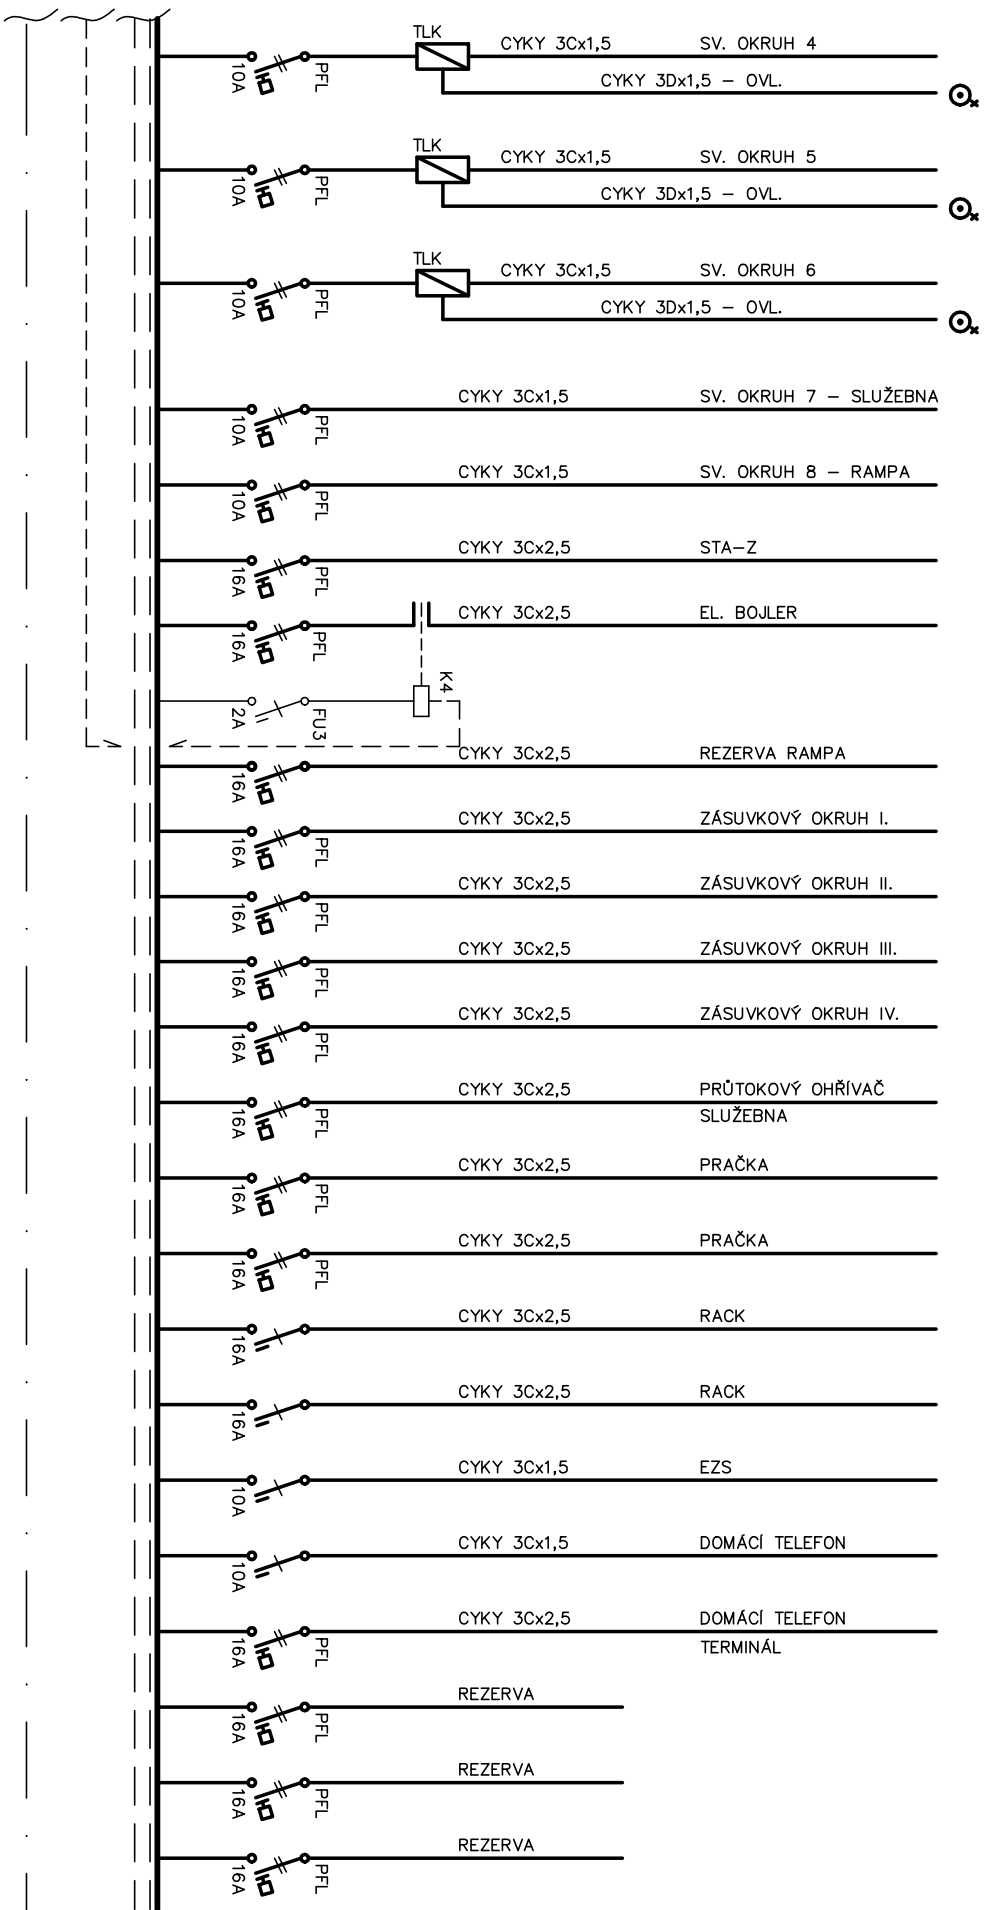 TLK CYKY 3Cx1,5 SV. OKRUH 4
10A PFL CYKY 3Dx1,5 – OVL.
TLK CYKY 3Cx1,5 SV. OKRUH 5
10A PFL CYKY 3Dx1,5 – OVL.
TLK CYKY 3Cx1,5 SV. OKRUH 6
10A PFL CYKY 3Dx1,5 – OVL.
CYKY 3Cx1,5 SV. OKRUH 7 – SLUŽEBNA
10A PFL
CYKY 3Cx1,5 SV. OKRUH 8 – RAMPA
10A PFL
CYKY 3Cx2,5 STA–Z
16A PFL
CYKY 3Cx2,5 EL. BOJLER
16A PFL
K4
2A FU3
CYKY 3Cx2,5 REZERVA RAMPA
16A PFL
CYKY 3Cx2,5 ZÁSUVKOVÝ OKRUH I.
16A PFL
CYKY 3Cx2,5 ZÁSUVKOVÝ OKRUH II.
16A PFL
CYKY 3Cx2,5 ZÁSUVKOVÝ OKRUH III.
16A PFL
CYKY 3Cx2,5 ZÁSUVKOVÝ OKRUH IV.
16A PFL
CYKY 3Cx2,5 PRŮTOKOVÝ OHŘÍVAČ
16A PFL SLUŽEBNA
CYKY 3Cx2,5 PRAČKA
16A PFL
CYKY 3Cx2,5 PRAČKA
16A PFL
CYKY 3Cx2,5 RACK
16A
CYKY 3Cx2,5 RACK
16A
CYKY 3Cx1,5 EZS
10A
CYKY 3Cx1,5 DOMÁCÍ TELEFON
10A
CYKY 3Cx2,5 DOMÁCÍ TELEFON
16A PFL TERMINÁL
REZERVA
16A PFL
REZERVA
16A PFL
REZERVA
16A PFL